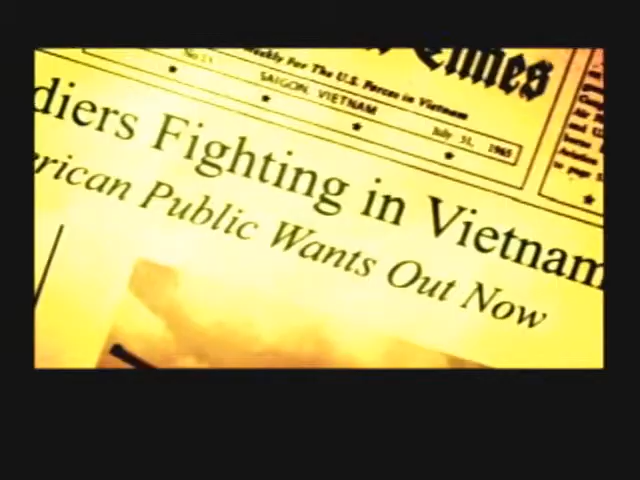 Times
Weekly For The U.S. Forces in Vietnam
SAIGON, VIETNAM
July 31, 1965
diers Fighting in Vietnam
erican Public Wants Out Now